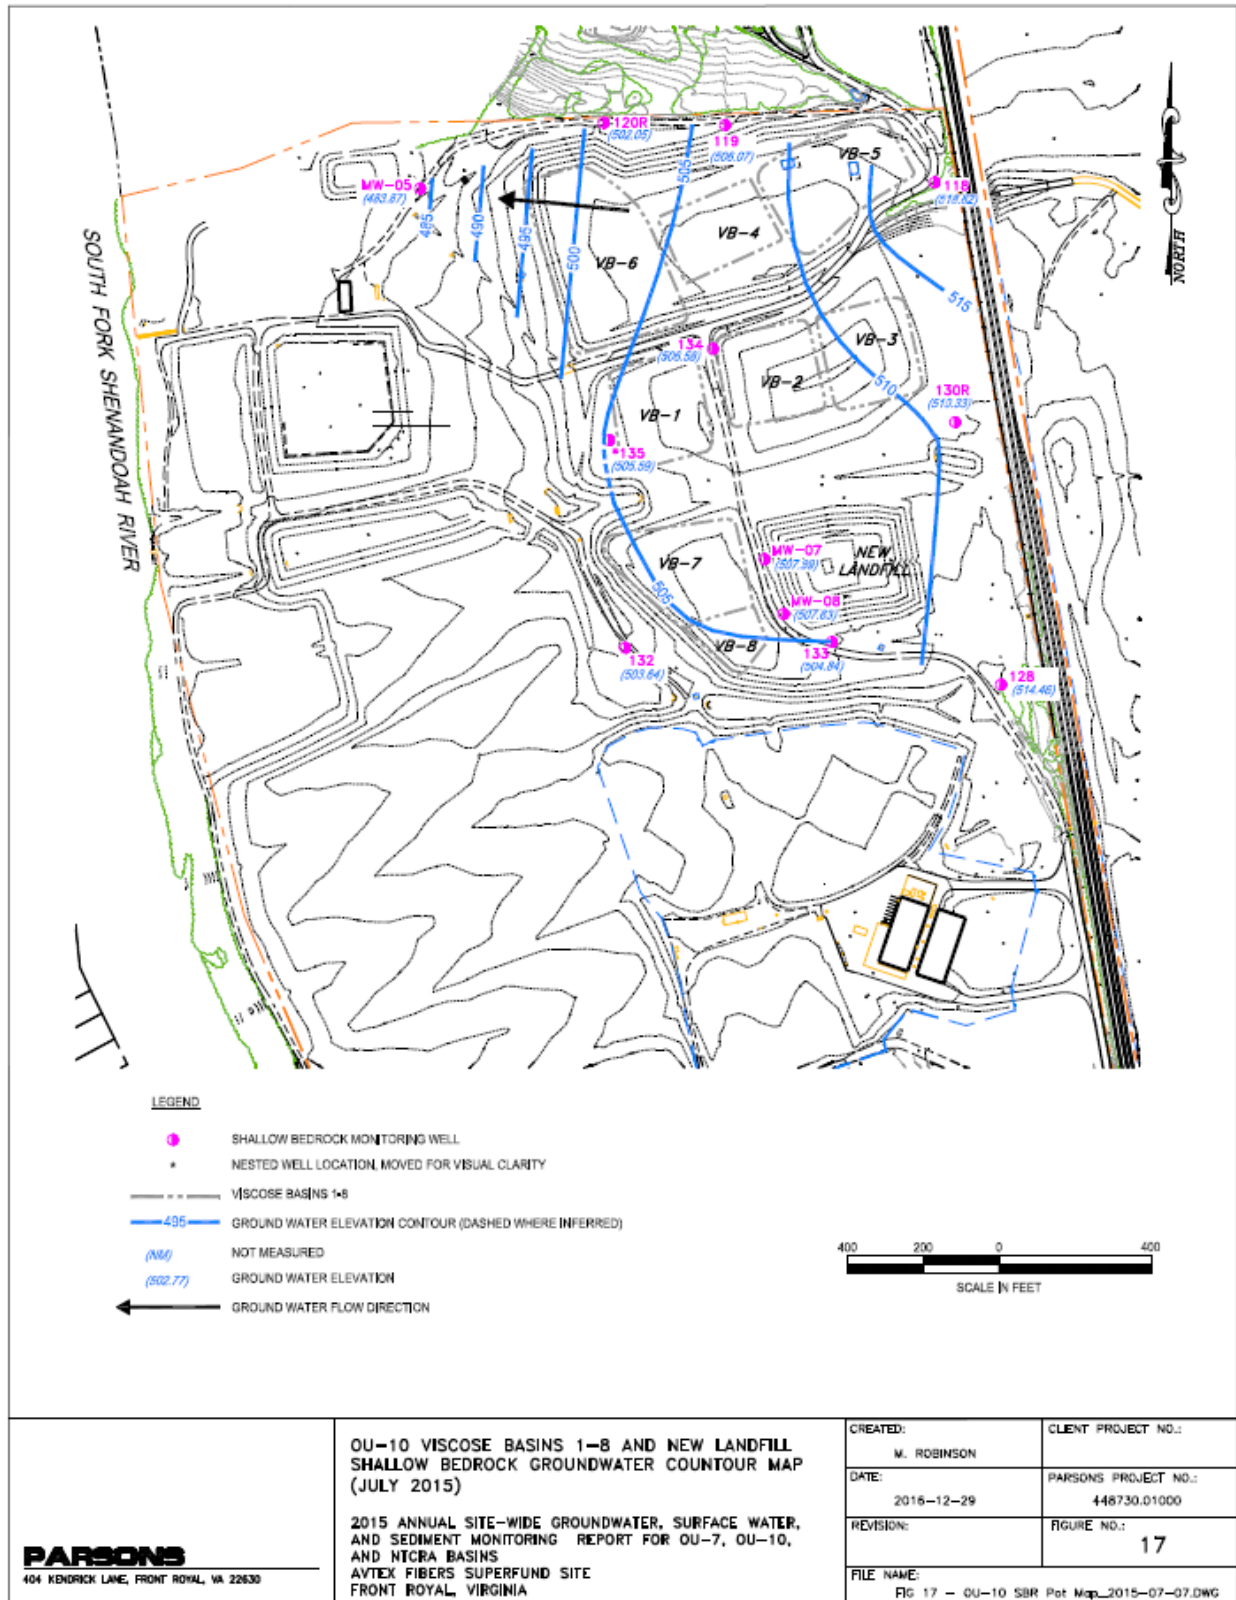 120R
(502.05)
119
(506.07)
VB-5
MW-05
(483.87)
118
(518.82)
485
490
495
500
505
VB-4
VB-6
NORTH
SOUTH FORK SHENANDOAH RIVER
515
134
(506.58)
VB-3
VB-2
VB-1
510
130R
(510.33)
*135
(505.59)
MW-07
(507.99)
NEW
LANDFILL
VB-7
505
MW-08
(507.63)
VB-8
133
(504.84)
132
(503.64)
128
(514.46)
LEGEND
SHALLOW BEDROCK MONITORING WELL
* NESTED WELL LOCATION, MOVED FOR VISUAL CLARITY
VISCOSE BASINS 1-8
495 GROUND WATER ELEVATION CONTOUR (DASHED WHERE INFERRED)
(NM) NOT MEASURED
(502.77) GROUND WATER ELEVATION
GROUND WATER FLOW DIRECTION
400 200 0 400
SCALE IN FEET
PARSONS
404 KENDRICK LANE, FRONT ROYAL, VA 22630
OU-10 VISCOSE BASINS 1-8 AND NEW LANDFILL
SHALLOW BEDROCK GROUNDWATER COUNTOUR MAP
(JULY 2015)
2015 ANNUAL SITE-WIDE GROUNDWATER, SURFACE WATER,
AND SEDIMENT MONITORING REPORT FOR OU-7, OU-10,
AND NTCRA BASINS
AVTEX FIBERS SUPERFUND SITE
FRONT ROYAL, VIRGINIA
CREATED:
M. ROBINSON
CLIENT PROJECT NO.:
DATE:
2016-12-29
PARSONS PROJECT NO.:
448730.01000
REVISION:
FIGURE NO.:
17
FILE NAME:
FIG 17 - OU-10 SBR Pot Map_2015-07-07.DWG